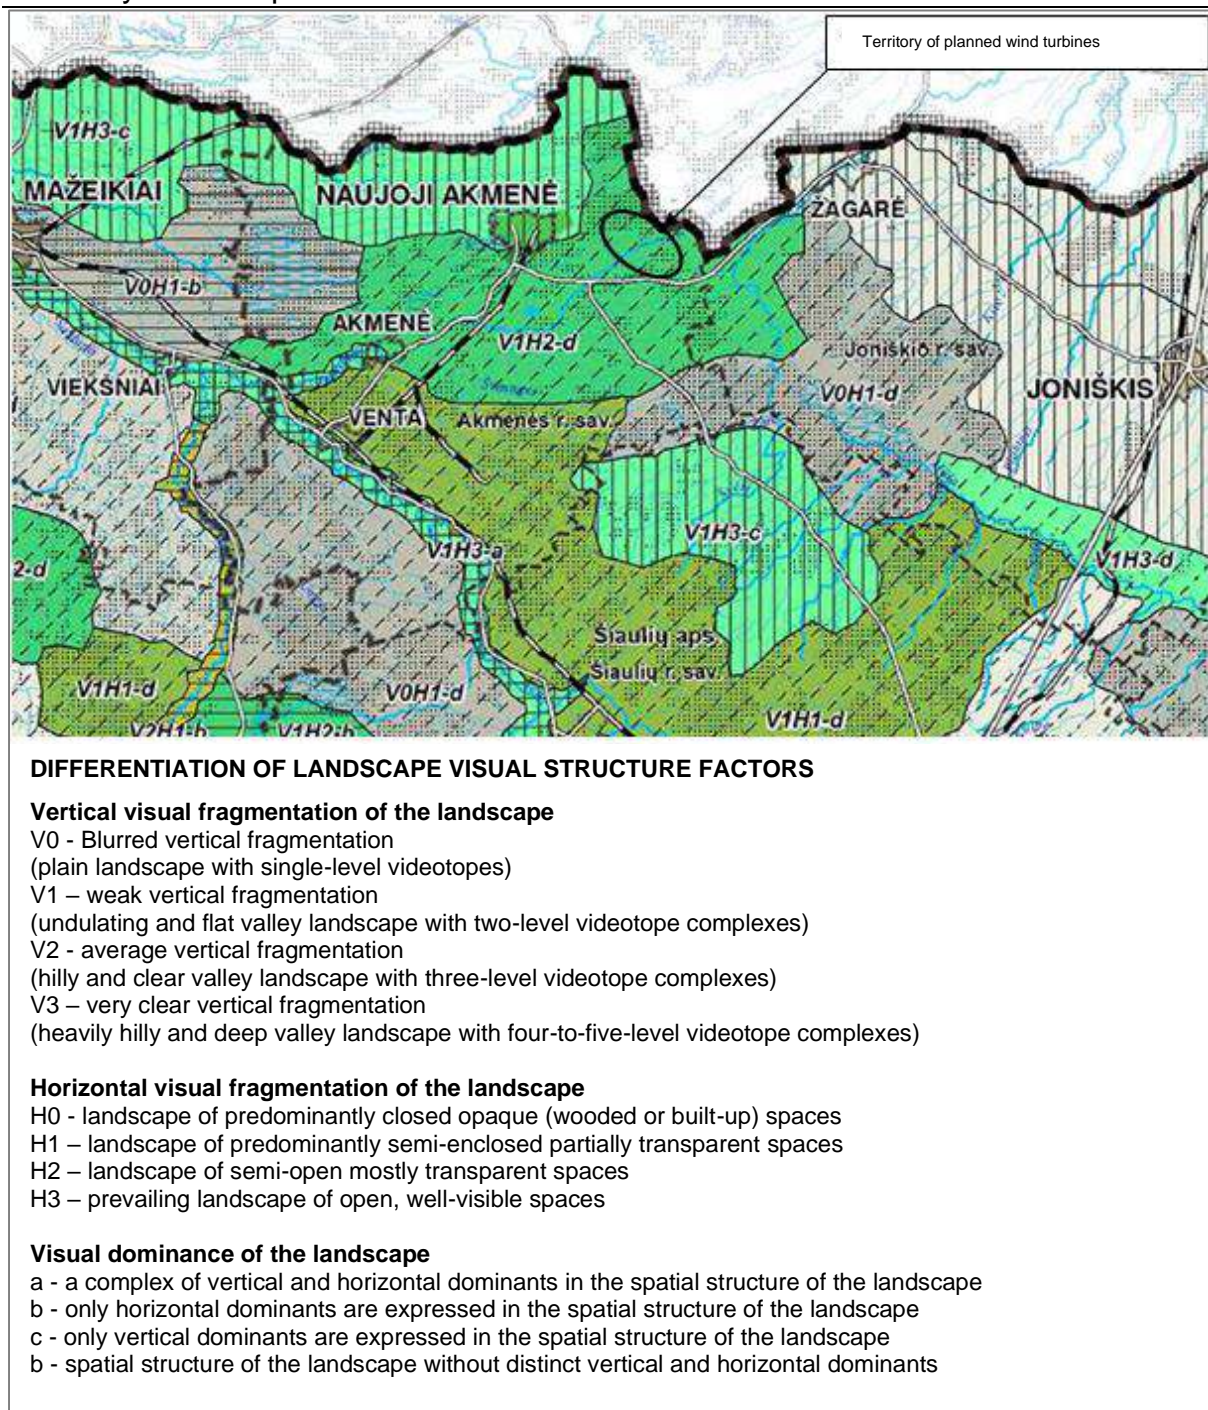 Territory of planned wind turbines
V1H3-c
MAŽEIKIAI
NAUJOJI AKMENĖ
ŽAGARĖ
V0H1-b
AKMENĖ
V1H2-d
Joniškio r. sav.
VIEKŠNIAI
V0H1-d
JONIŠKIS
VENTA
Akmenės r. sav.
V1H3-c
V1H3-a
V1H3-d
2-d
Šiaulių aps.
Šiaulių r. sav.
V1H1-d
V0H1-d
V1H1-d
V2H1-b
V1H2-b
DIFFERENTIATION OF LANDSCAPE VISUAL STRUCTURE FACTORS
Vertical visual fragmentation of the landscape
V0 - Blurred vertical fragmentation
(plain landscape with single-level videotopes)
V1 – weak vertical fragmentation
(undulating and flat valley landscape with two-level videotope complexes)
V2 - average vertical fragmentation
(hilly and clear valley landscape with three-level videotope complexes)
V3 – very clear vertical fragmentation
(heavily hilly and deep valley landscape with four-to-five-level videotope complexes)
Horizontal visual fragmentation of the landscape
H0 - landscape of predominantly closed opaque (wooded or built-up) spaces
H1 – landscape of predominantly semi-enclosed partially transparent spaces
H2 – landscape of semi-open mostly transparent spaces
H3 – prevailing landscape of open, well-visible spaces
Visual dominance of the landscape
a - a complex of vertical and horizontal dominants in the spatial structure of the landscape
b - only horizontal dominants are expressed in the spatial structure of the landscape
c - only vertical dominants are expressed in the spatial structure of the landscape
b - spatial structure of the landscape without distinct vertical and horizontal dominants